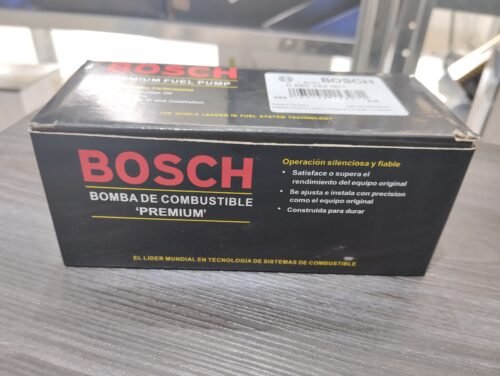 BOSCH
PREMIUM FUEL PUMP
THE WORLD LEADER IN FUEL SYSTEM TECHNOLOGY
BOSCH
BOSCH
BOMBA DE COMBUSTIBLE
'PREMIUM'
Operación silenciosa y fiable
• Satisface o supera el
rendimiento del equipo original
• Se ajusta e instala con precision
como el equipo original
• Construida para durar
EL LÍDER MUNDIAL EN TECNOLOGÍA DE SISTEMAS DE COMBUSTIBLE.